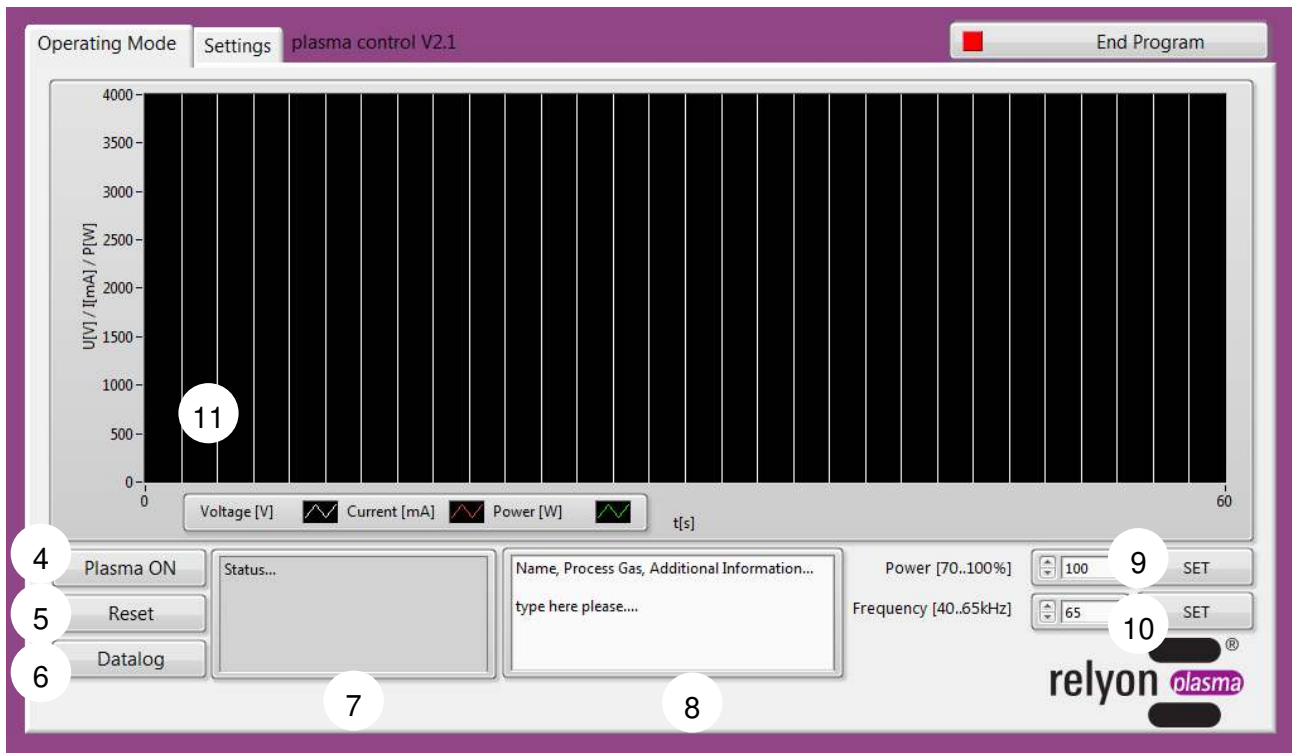 Operating Mode
Settings
plasma control V2.1
End Program
4000
3500
3000
2500
2000
1500
1000
500
0
U[V] / I[mA] / P[W]
11
0
60
Voltage [V]
Current [mA]
Power [W]
t[s]
4
Plasma ON
5
Reset
6
Datalog
Status...
7
Name, Process Gas, Additional Information...
type here please....
8
Power [70..100%]
100
9
SET
Frequency [40..65kHz]
65
10
SET
relyon plasma ®